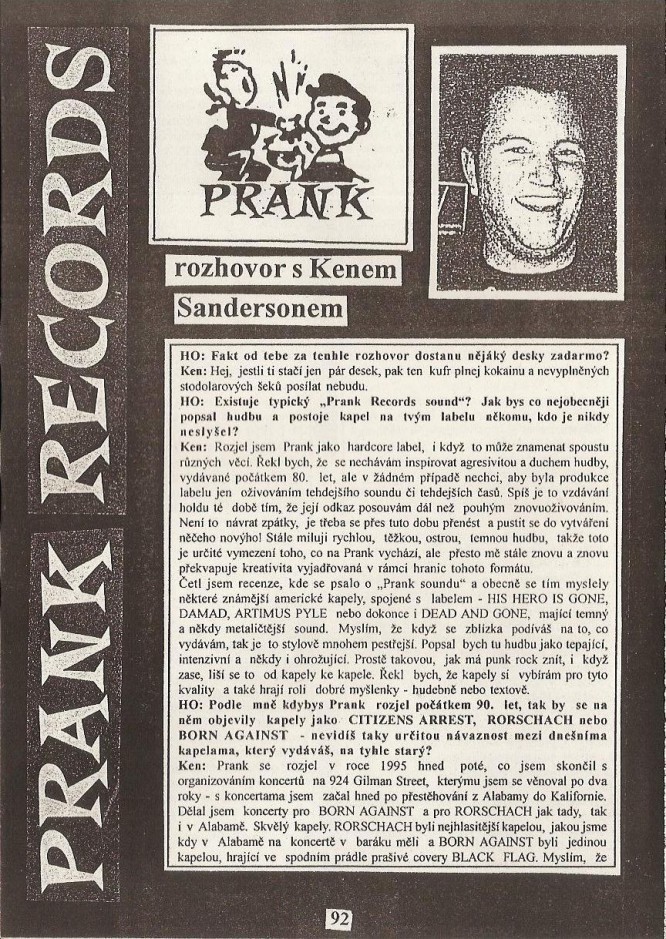 PRANK RECORDS
PRANK
rozhovor s Kenem
Sandersonem
HO: Fakt od tebe za tenhle rozhovor dostanu nějáký desky zadarmo?
Ken: Hej, jestli ti stačí jen pár desek, pak ten kufr plnej kokainu a nevyplněných
stodolarových šeků posílat nebudu.
HO: Existuje typický „Prank Records sound"? Jak bys co nejobecněji
popsal hudbu a postoje kapel na tvým labelu někomu, kdo je nikdy
neslyšel?
Ken: Rozjel jsem Prank jako hardcore label, i když to může znamenat spoustu
různých věcí. Řekl bych, že se nechávám inspirovat agresivítou a duchem hudby,
vydávané počátkem 80. let, ale v žádném případě nechci, aby byla produkce
labelu jen oživováním tehdejšího soundu či tehdejších časů. Spíš je to vzdávání
holdu té době tím, že její odkaz posouvám dál než pouhým znovuoživováním.
Není to návrat zpátky, je třeba se přes tuto dobu přenést a pustit se do vytváření
něčeho novýho! Stále miluji rychlou, těžkou, ostrou, temnou hudbu, takže toto
je určité vymezení toho, co na Prank vychází, ale přesto mě stále znovu a znovu
překvapuje kreativita vyjadřovaná v rámci hranic tohoto formátu.
Četl jsem recenze, kde se psalo o „Prank soundu" a obecně se tím myslely
některé známější americké kapely, spojené s labelem - HIS HERO IS GONE,
DAMAD, ARTIMUS PYLE nebo dokonce i DEAD AND GONE, mající temný
a někdy metaličtější sound. Myslím, že když se zblízka podíváš na to, co
vydávám, tak je to stylově mnohem pestřejší. Popsal bych tu hudbu jako tepající,
intenzivní a někdy i ohrožující. Prostě takovou, jak má punk rock znít, i když
zase, liší se to od kapely ke kapele. Řekl bych, že kapely si vybírám pro tyto
kvality a také hrají roli dobré myšlenky - hudebně nebo textově.
HO: Podle mně kdybys Prank rozjel počátkem 90. let, tak by se na
něm objevily kapely jako CITIZENS ARREST, RORSCHACH nebo
BORN AGAINST - nevidíš taky určitou návaznost mezi dnešníma
kapelama, který vydáváš, na tyhle starý?
Ken: Prank se rozjel v roce 1995 hned poté, co jsem skončil s
organizováním koncertů na 924 Gilman Street, kterýmu jsem se věnoval po dva
roky - s koncertama jsem začal hned po přestěhování z Alabamy do Kalifornie.
Dělal jsem koncerty pro BORN AGAINST a pro RORSCHACH jak tady, tak
i v Alabamě. Skvělý kapely. RORSCHACH byli nejhlasitější kapelou, jakou jsme
kdy v Alabamě na koncertě v baráku měli a BORN AGAINST byli jedinou
kapelou, hrající ve spodním prádle prašivé covery BLACK FLAG. Myslím, že
92